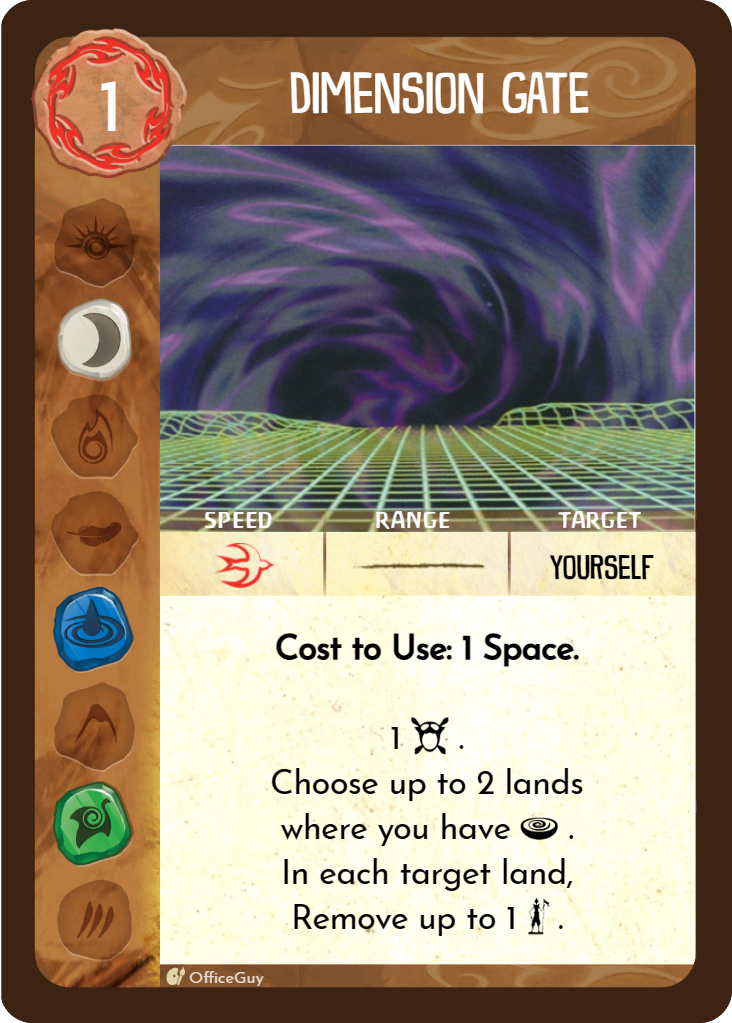 1
DIMENSION GATE
SPEED RANGE TARGET
YOURSELF
Cost to Use: 1 Space.
1 .
Choose up to 2 lands
where you have .
In each target land,
Remove up to 1 .
OfficeGuy